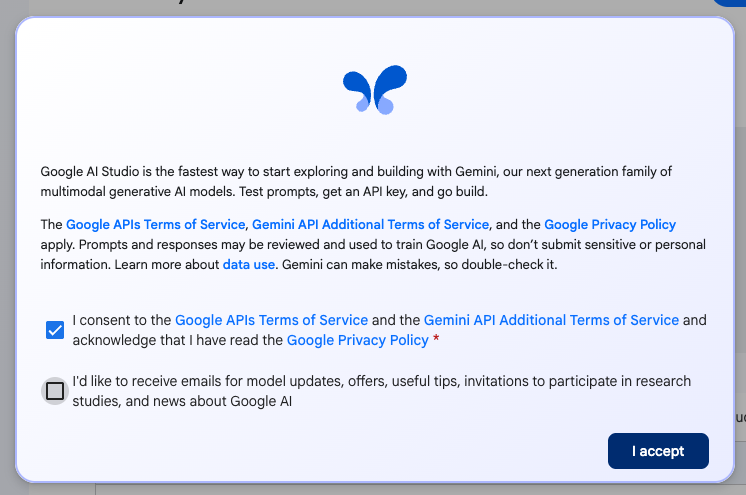 Google AI Studio is the fastest way to start exploring and building with Gemini, our next generation family of
multimodal generative AI models. Test prompts, get an API key, and go build.
The Google APIs Terms of Service, Gemini API Additional Terms of Service, and the Google Privacy Policy
apply. Prompts and responses may be reviewed and used to train Google AI, so don’t submit sensitive or personal
information. Learn more about data use. Gemini can make mistakes, so double-check it.
I consent to the Google APIs Terms of Service and the Gemini API Additional Terms of Service and
acknowledge that I have read the Google Privacy Policy *
I'd like to receive emails for model updates, offers, useful tips, invitations to participate in research
studies, and news about Google AI
I accept